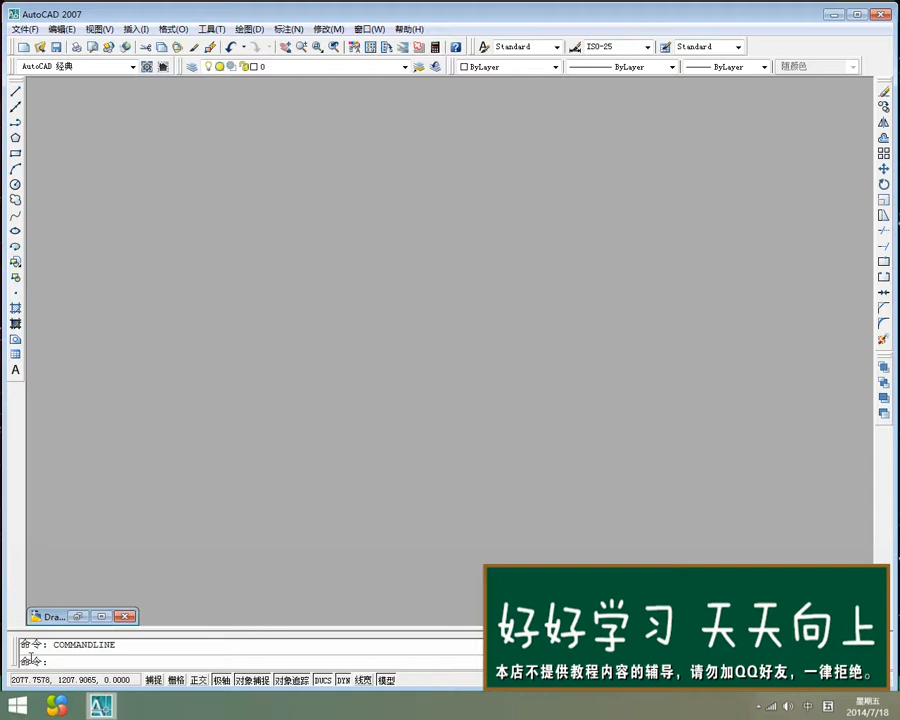 AutoCAD 2007
文件(F) 编辑(E) 视图(V) 插入(I) 格式(O) 工具(T) 绘图(D) 标注(N) 修改(M) 窗口(W) 帮助(H)
Standard ISO-25 Standard
AutoCAD 经典 0 ByLayer ByLayer ByLayer 随颜色
A
Dra...
命令: COMMANDLINE
命令:
2077.7578, 1207.9065, 0.0000 捕捉 栅格 正交 极轴 对象捕捉 对象追踪 DUCS DYN 线宽 模型
好好学习 天天向上
本店不提供教程内容的辅导，请勿加QQ好友，一律拒绝。
中 五 星期五
2014/7/18